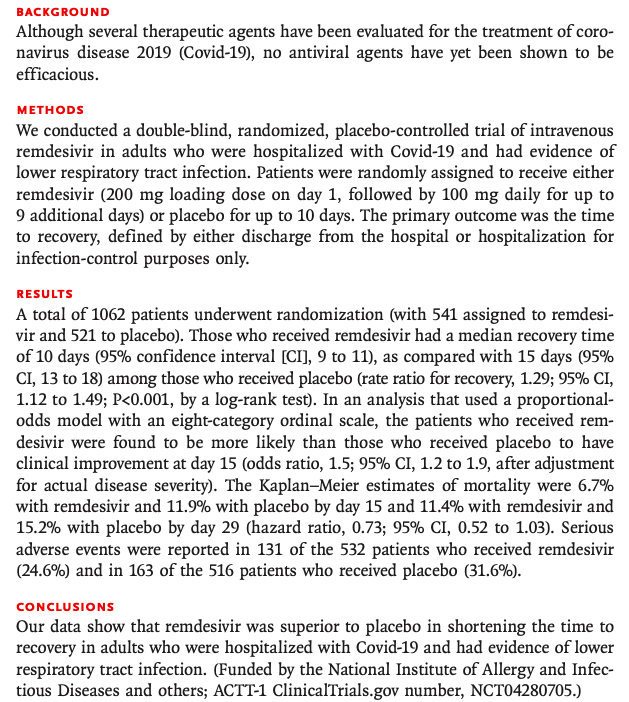 BACKGROUND
Although several therapeutic agents have been evaluated for the treatment of coro-
navirus disease 2019 (Covid-19), no antiviral agents have yet been shown to be
efficacious.
METHODS
We conducted a double-blind, randomized, placebo-controlled trial of intravenous
remdesivir in adults who were hospitalized with Covid-19 and had evidence of
lower respiratory tract infection. Patients were randomly assigned to receive either
remdesivir (200 mg loading dose on day 1, followed by 100 mg daily for up to
9 additional days) or placebo for up to 10 days. The primary outcome was the time
to recovery, defined by either discharge from the hospital or hospitalization for
infection-control purposes only.
RESULTS
A total of 1062 patients underwent randomization (with 541 assigned to remdesi-
vir and 521 to placebo). Those who received remdesivir had a median recovery time
of 10 days (95% confidence interval [CI], 9 to 11), as compared with 15 days (95%
CI, 13 to 18) among those who received placebo (rate ratio for recovery, 1.29; 95% CI,
1.12 to 1.49; P<0.001, by a log-rank test). In an analysis that used a proportional-
odds model with an eight-category ordinal scale, the patients who received rem-
desivir were found to be more likely than those who received placebo to have
clinical improvement at day 15 (odds ratio, 1.5; 95% CI, 1.2 to 1.9, after adjustment
for actual disease severity). The Kaplan–Meier estimates of mortality were 6.7%
with remdesivir and 11.9% with placebo by day 15 and 11.4% with remdesivir and
15.2% with placebo by day 29 (hazard ratio, 0.73; 95% CI, 0.52 to 1.03). Serious
adverse events were reported in 131 of the 532 patients who received remdesivir
(24.6%) and in 163 of the 516 patients who received placebo (31.6%).
CONCLUSIONS
Our data show that remdesivir was superior to placebo in shortening the time to
recovery in adults who were hospitalized with Covid-19 and had evidence of lower
respiratory tract infection. (Funded by the National Institute of Allergy and Infec-
tious Diseases and others; ACTT-1 ClinicalTrials.gov number, NCT04280705.)